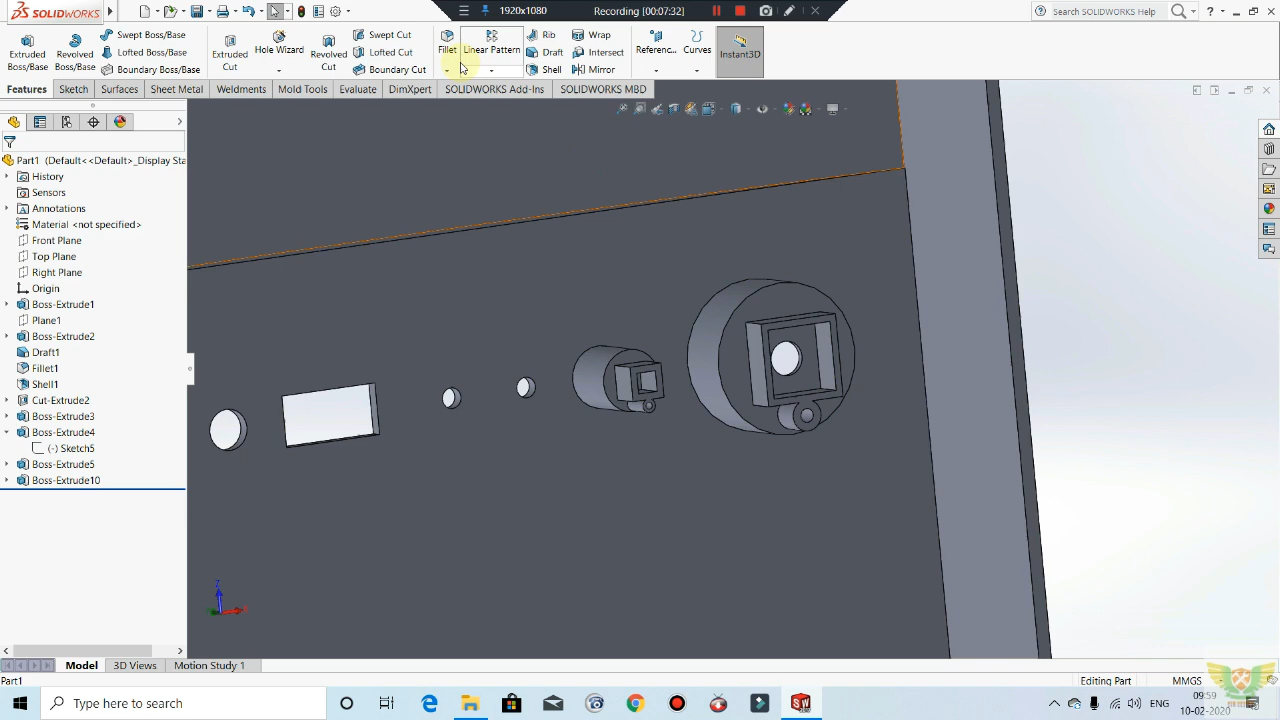 1920x1080
Recording [00:07:32]
SOLIDWORKS
Search SOLIDWORKS Help
Extruded Boss/Base
Revolved Boss/Base
Swept Boss/Base
Lofted Boss/Base
Boundary Boss/Base
Extruded Cut
Hole Wizard
Revolved Cut
Swept Cut
Lofted Cut
Boundary Cut
Fillet
Linear Pattern
Rib
Draft
Shell
Wrap
Intersect
Mirror
Referenc...
Curves
Instant3D
Features Sketch Surfaces Sheet Metal Weldments Mold Tools Evaluate DimXpert SOLIDWORKS Add-Ins SOLIDWORKS MBD
Part1 (Default<<Default>_Display Sta
History
Sensors
Annotations
Material <not specified>
Front Plane
Top Plane
Right Plane
Origin
Boss-Extrude1
Plane1
Boss-Extrude2
Draft1
Fillet1
Shell1
Cut-Extrude2
Boss-Extrude3
Boss-Extrude4
(-) Sketch5
Boss-Extrude5
Boss-Extrude10
Z
Model 3D Views Motion Study 1
Part1
Editing Part
MMGS
Type here to search
ENG
09:59
10-02-2020